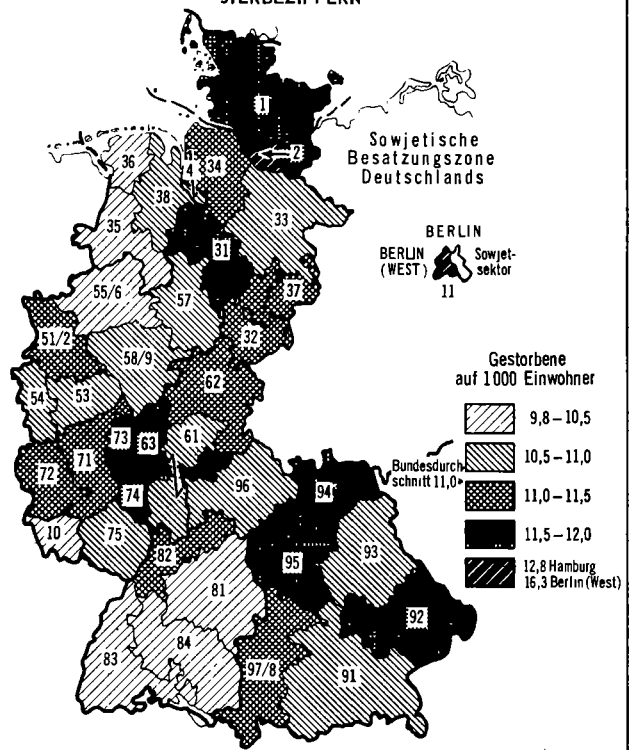 STERBEZIFFERN
1
2
36
4
34
38
33
35
31
37
55/6
57
32
51/2
58/9
62
54
53
61
73
63
71
72
74
96
94
10
75
82
95
93
81
92
84
83
97/8
91
Sowjetische
Besatzungszone
Deutschlands
BERLIN
BERLIN
(WEST)
Sowjet-
sektor
11
Gestorbene
auf 1000 Einwohner
9,8 – 10,5
10,5 – 11,0
Bundesdurch
schnitt 11,0
11,0 – 11,5
11,5 – 12,0
12,8 Hamburg
16,3 Berlin (West)